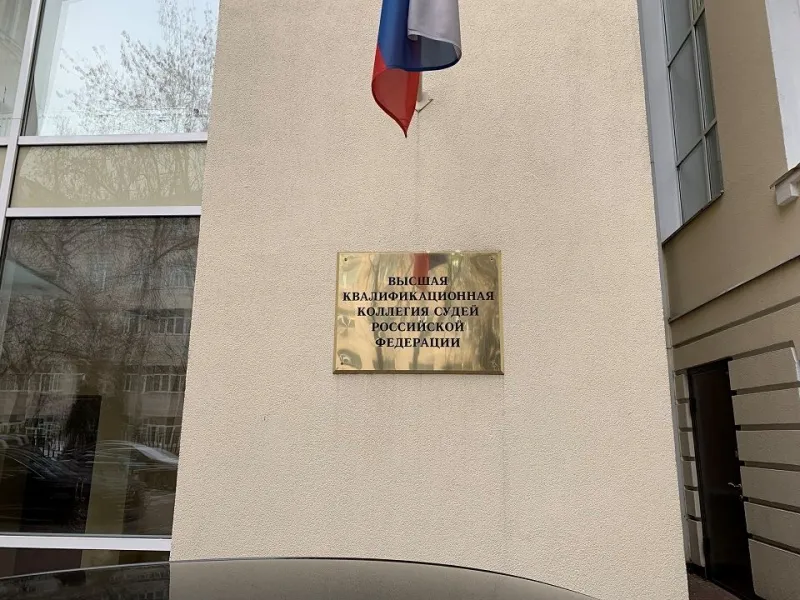 ВЫСШАЯ
КВАЛИФИКАЦИОННАЯ
КОЛЛЕГИЯ СУДЕЙ
РОССИЙСКОЙ
ФЕДЕРАЦИИ